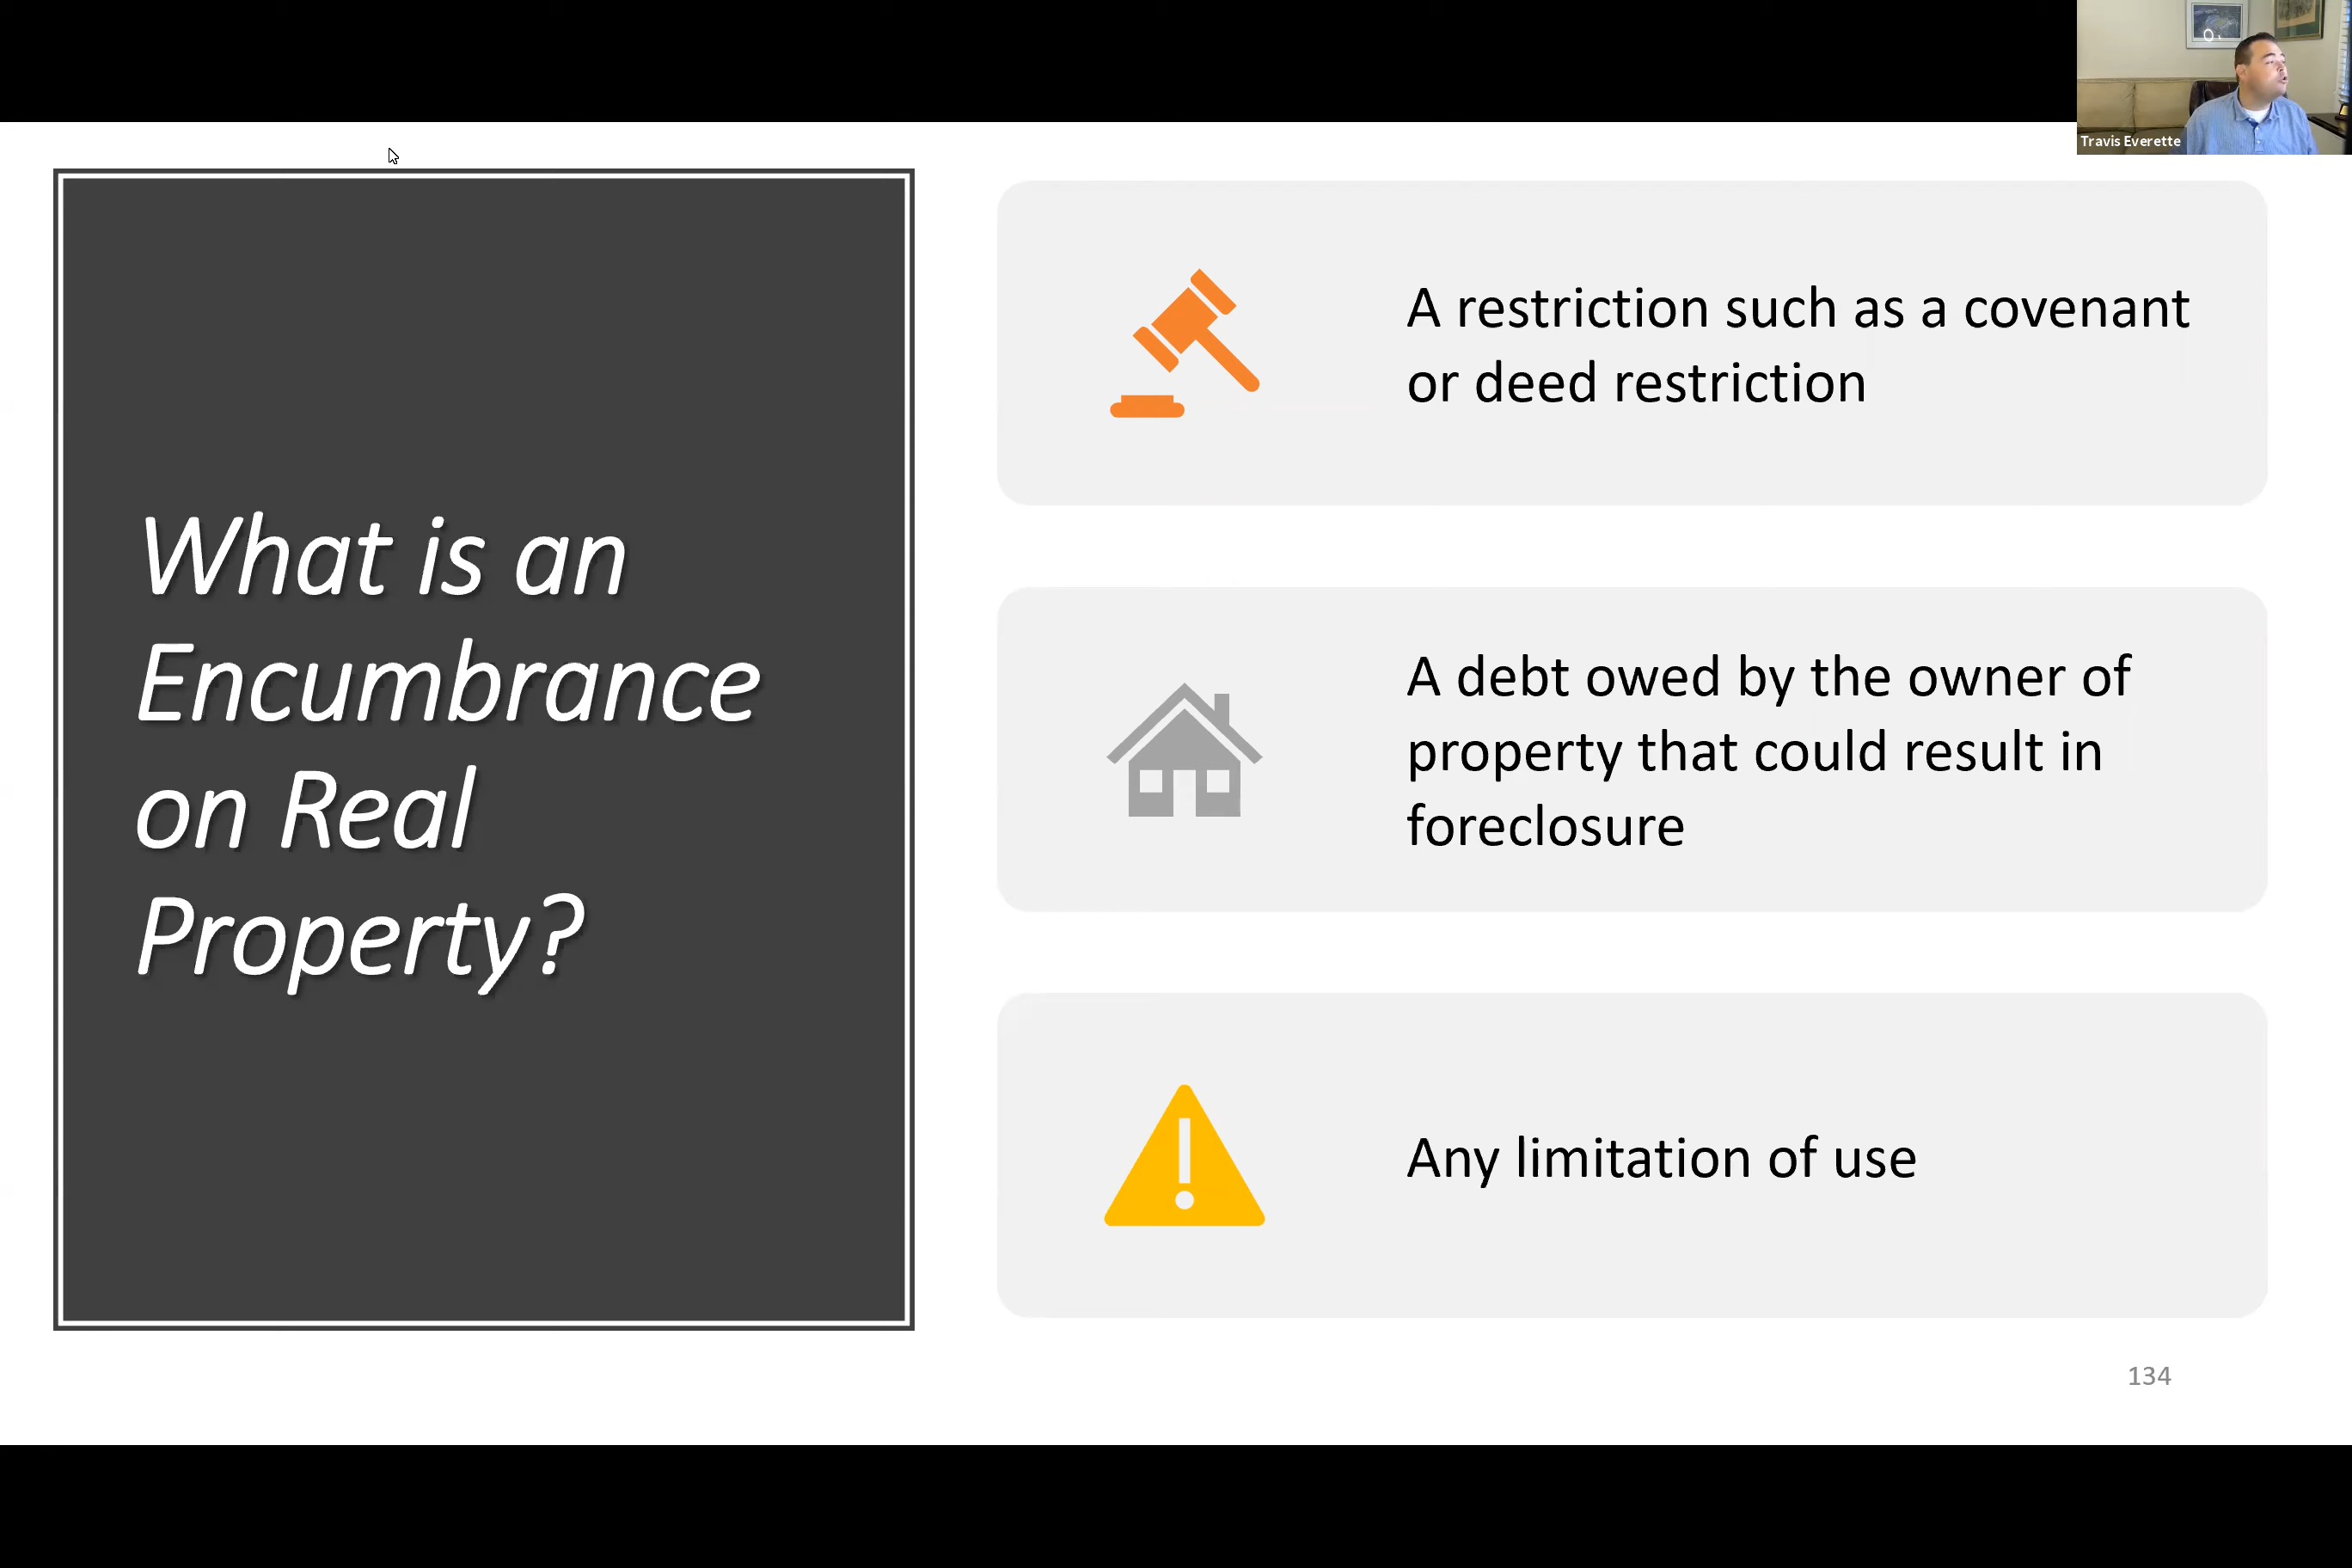 Travis Everette
What is an
Encumbrance
on Real
Property?
A restriction such as a covenant
or deed restriction
A debt owed by the owner of
property that could result in
foreclosure
Any limitation of use
134